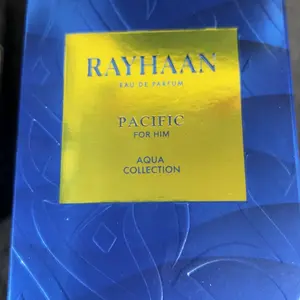 RAYHAAN
EAU DE PARFUM
PACIFIC
FOR HIM
AQUA
COLLECTION